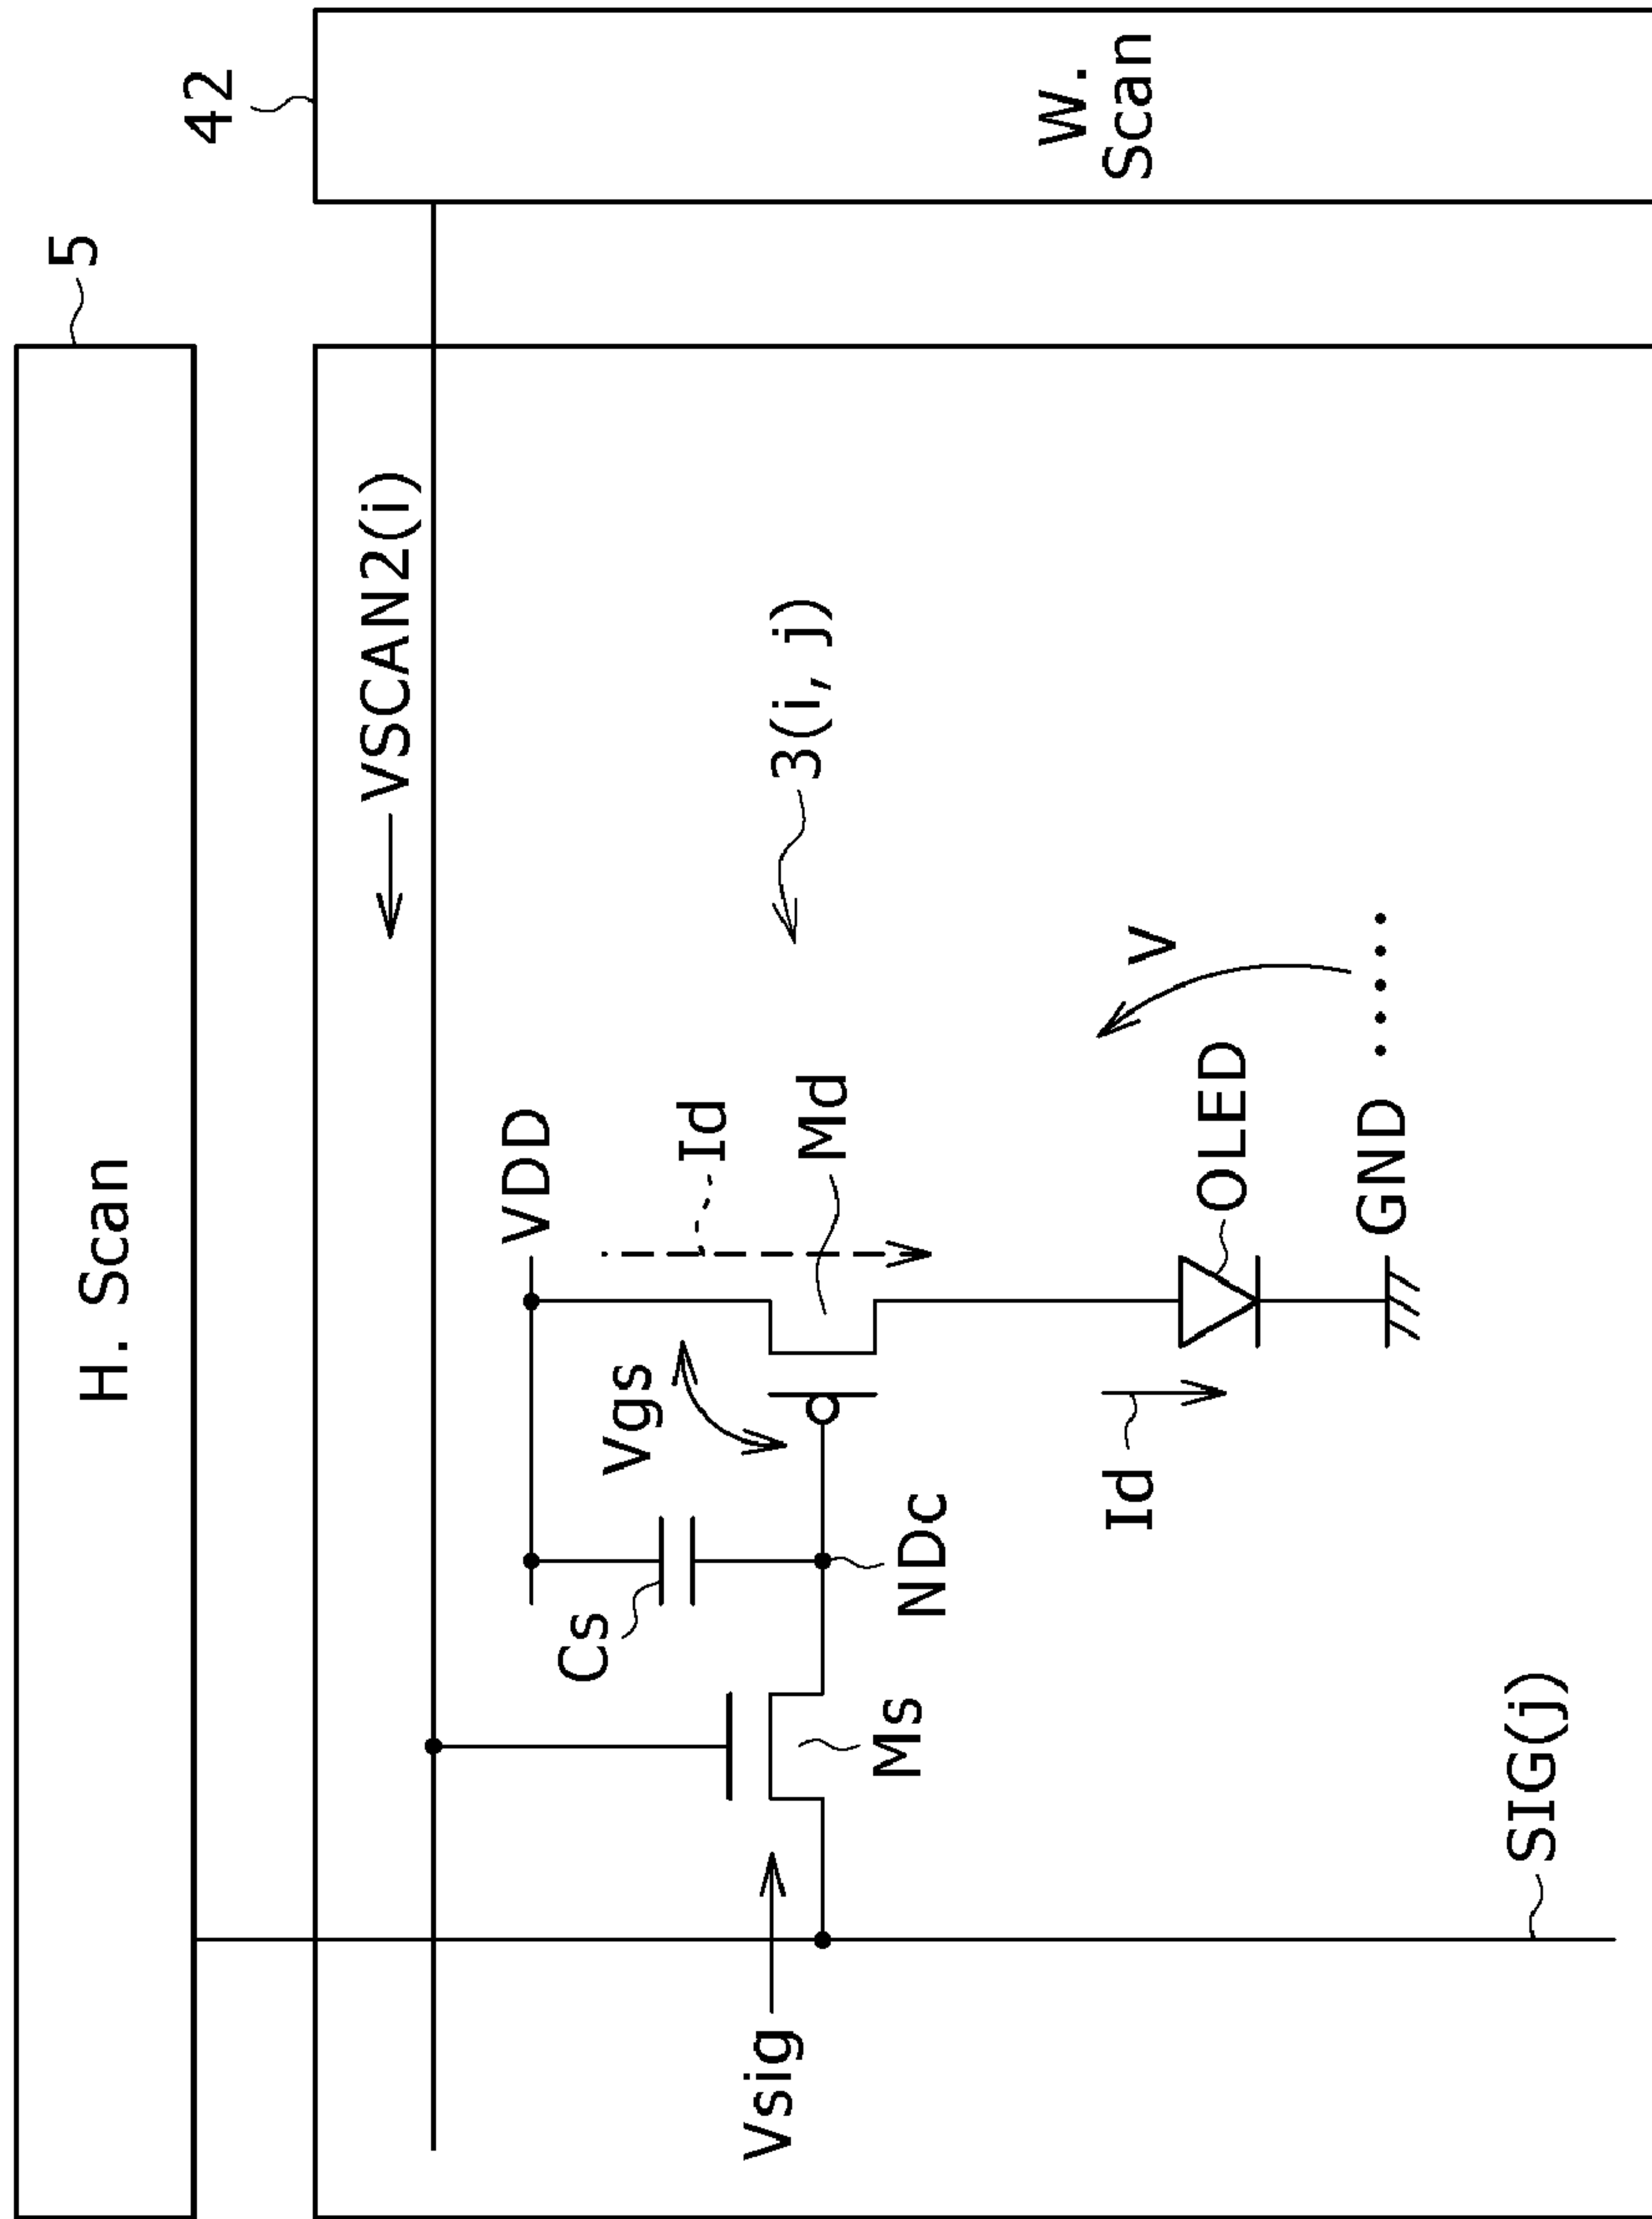 5
H. Scan
42
W.
Scan
VSCAN2(i)
VDD
Id
Vgs
Cs
3(i, j)
Md
Vsig
Ms
NDc
Id
V
OLED
GND
SIG(j)